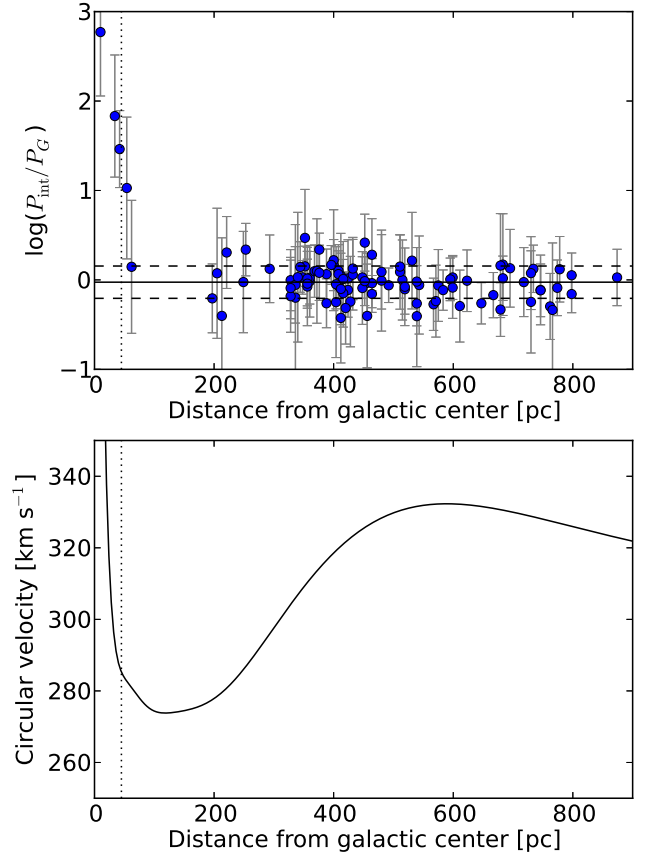 3
2
1
0
−1
log(P_int/P_G)
0 200 400 600 800
Distance from galactic center [pc]
340
320
300
280
260
Circular velocity [km s⁻¹]
0 200 400 600 800
Distance from galactic center [pc]